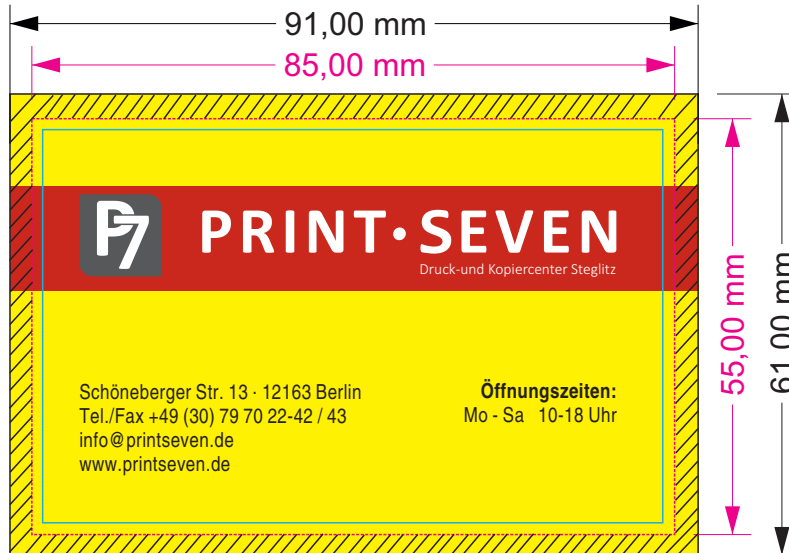 91,00 mm
85,00 mm
P7 PRINT·SEVEN
Druck-und Kopiercenter Steglitz
55,00 mm
61,00 mm
Schöneberger Str. 13 · 12163 Berlin
Tel./Fax +49 (30) 79 70 22-42 / 43
info@printseven.de
www.printseven.de
Öffnungszeiten:
Mo - Sa 10-18 Uhr